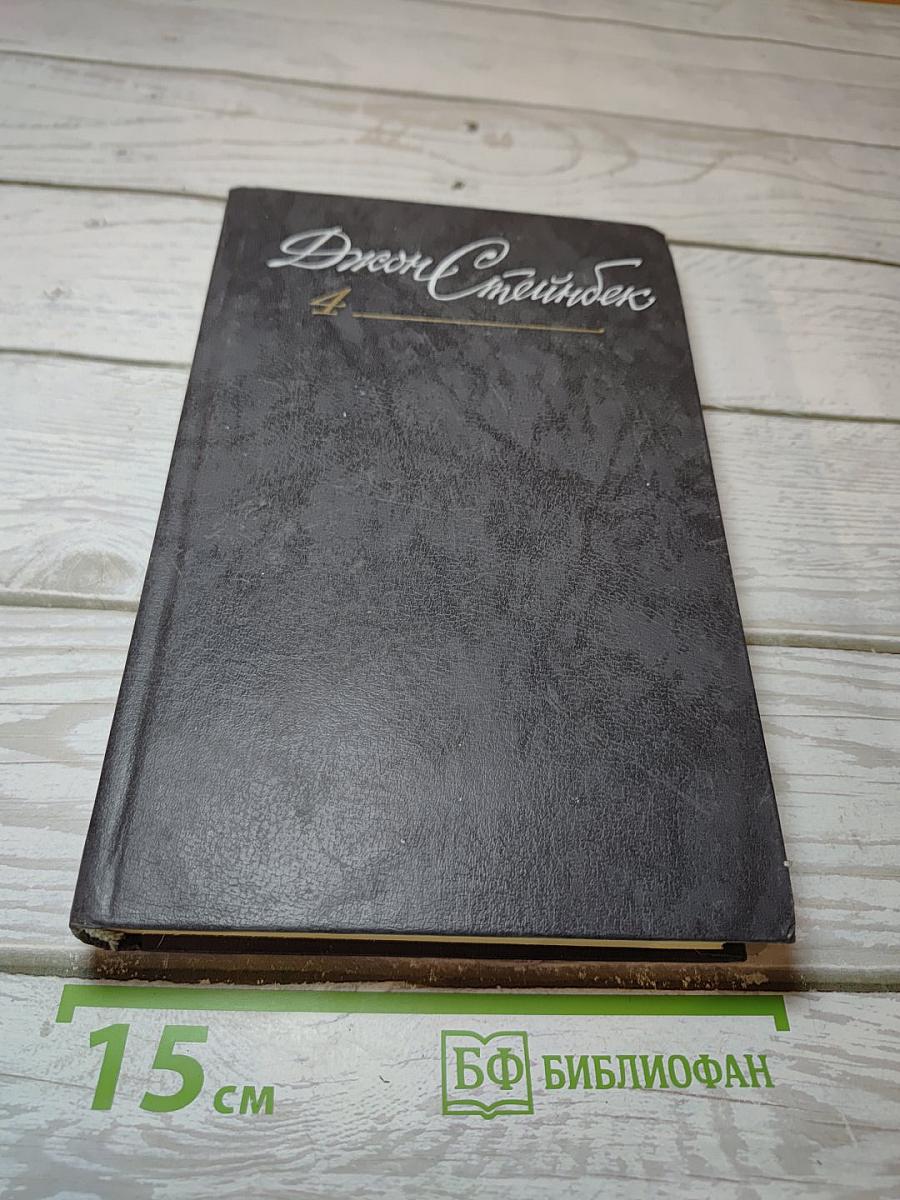 Джон Стейнбек
4
15 см
БФ БИБЛИОФАН